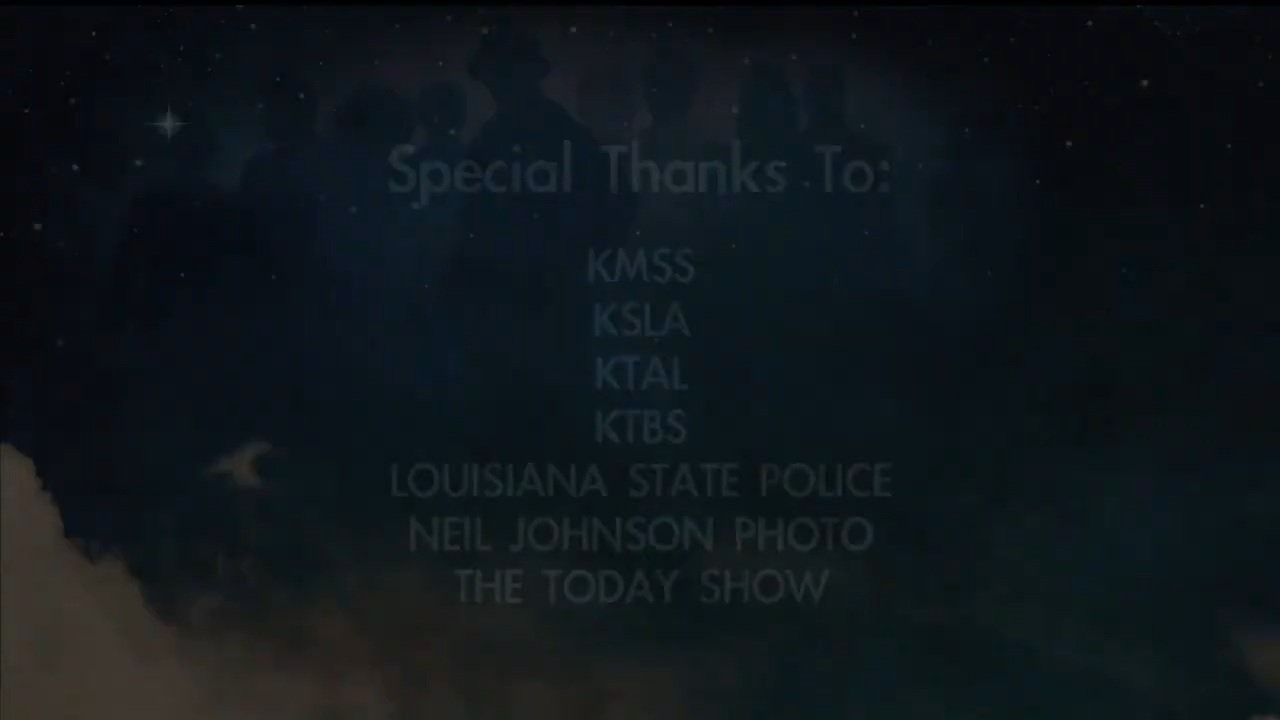 Special Thanks To:
KMSS
KSLA
KTAL
KTBS
LOUISIANA STATE POLICE
NEIL JOHNSON PHOTO
THE TODAY SHOW